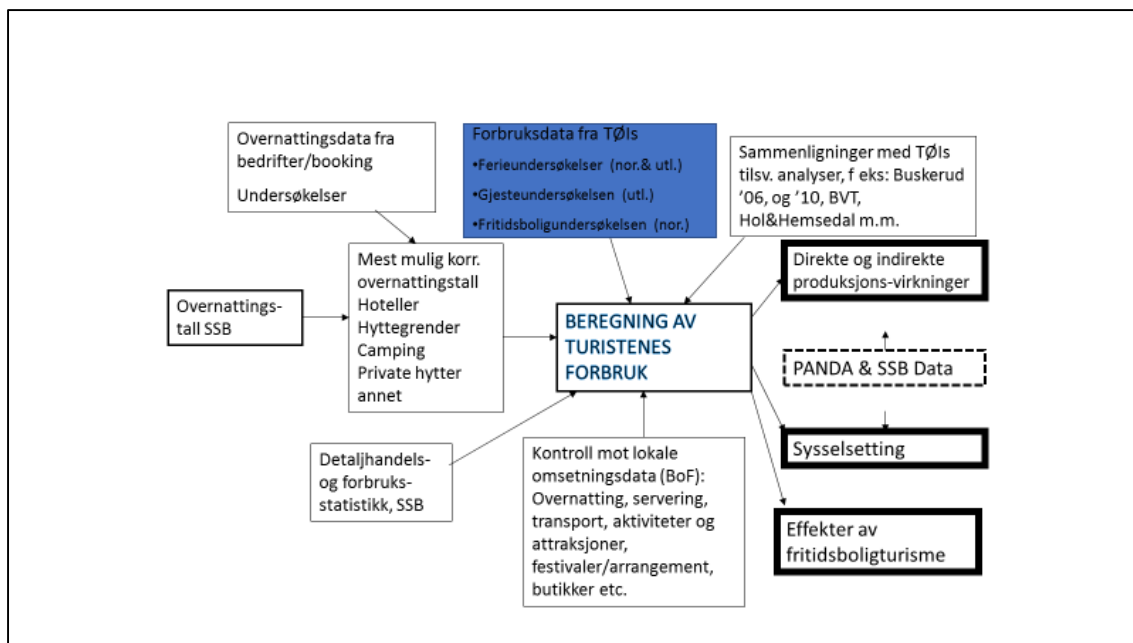 Overnattingsdata fra
bedrifter/booking
Undersøkelser
Forbruksdata fra TØIs
•Ferieundersøkelser (nor.& utl.)
•Gjesteundersøkelsen (utl.)
•Fritidsboligundersøkelsen (nor.)
Sammenligninger med TØIs
tilsv. analyser, f eks: Buskerud
’06, og ’10, BVT,
Hol&Hemsedal m.m.
Overnattings-
tall SSB
Mest mulig korr.
overnattingstall
Hoteller
Hyttegrender
Camping
Private hytter
annet
BEREGNING AV
TURISTENES
FORBRUK
Direkte og indirekte
produksjons-virkninger
PANDA & SSB Data
Sysselsetting
Effekter av
fritidsboligturisme
Detaljhandels-
og forbruks-
statistikk, SSB
Kontroll mot lokale
omsetningsdata (BoF):
Overnatting, servering,
transport, aktiviteter og
attraksjoner,
festivaler/arrangement,
butikker etc.